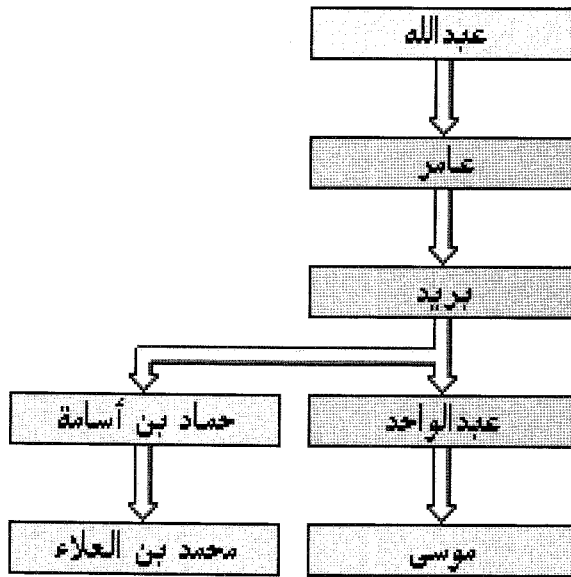 عبدالله
عامر
بريد
عبدالواحد
حماد بن أسامة
موسى
محمد بن العلاء